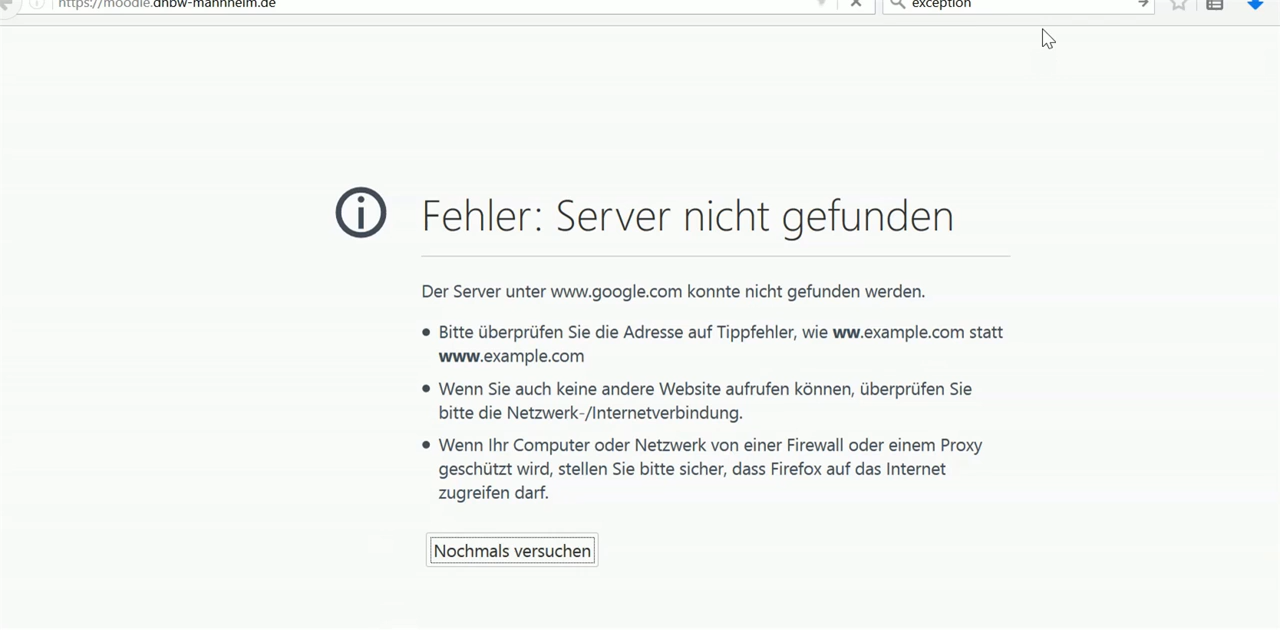 https://moodle.dhbw-mannheim.de
exception
Fehler: Server nicht gefunden
Der Server unter www.google.com konnte nicht gefunden werden.
Bitte überprüfen Sie die Adresse auf Tippfehler, wie ww.example.com statt
www.example.com
Wenn Sie auch keine andere Website aufrufen können, überprüfen Sie
bitte die Netzwerk-/Internetverbindung.
Wenn Ihr Computer oder Netzwerk von einer Firewall oder einem Proxy
geschützt wird, stellen Sie bitte sicher, dass Firefox auf das Internet
zugreifen darf.
Nochmals versuchen